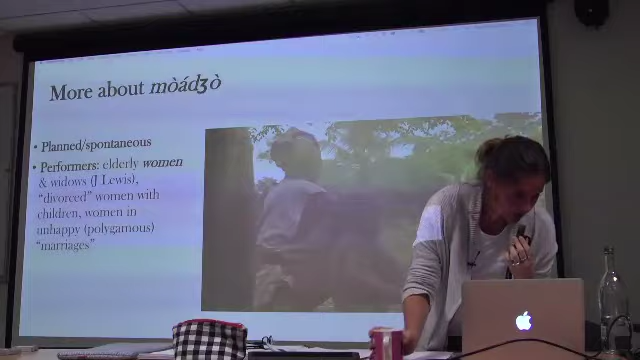 More about mòádʒò
• Planned/spontaneous
• Performers: elderly women
& widows (J Lewis),
"divorced" women with
children, women in
unhappy (polygamous)
"marriages"